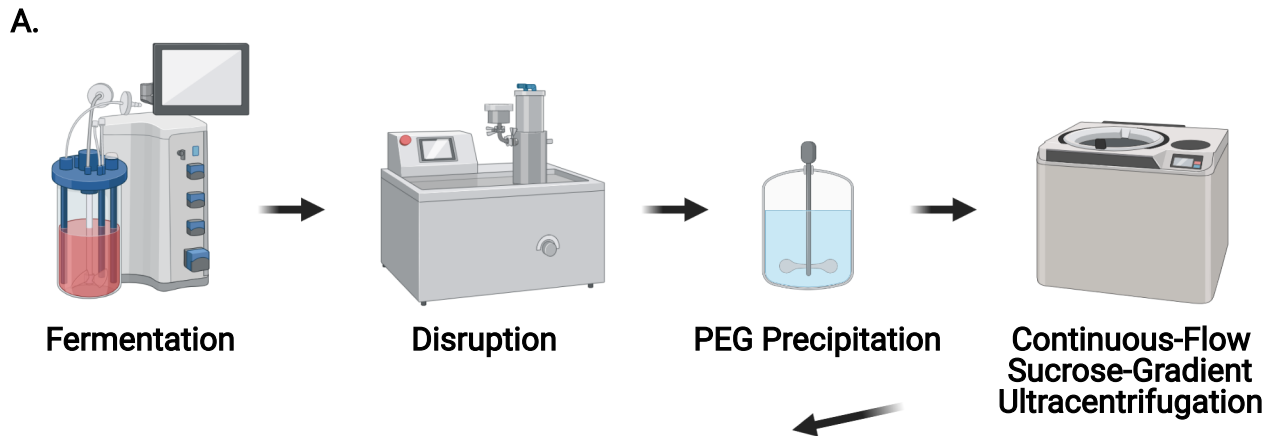 A.
Fermentation
Disruption
PEG Precipitation
Continuous-Flow
Sucrose-Gradient
Ultracentrifugation